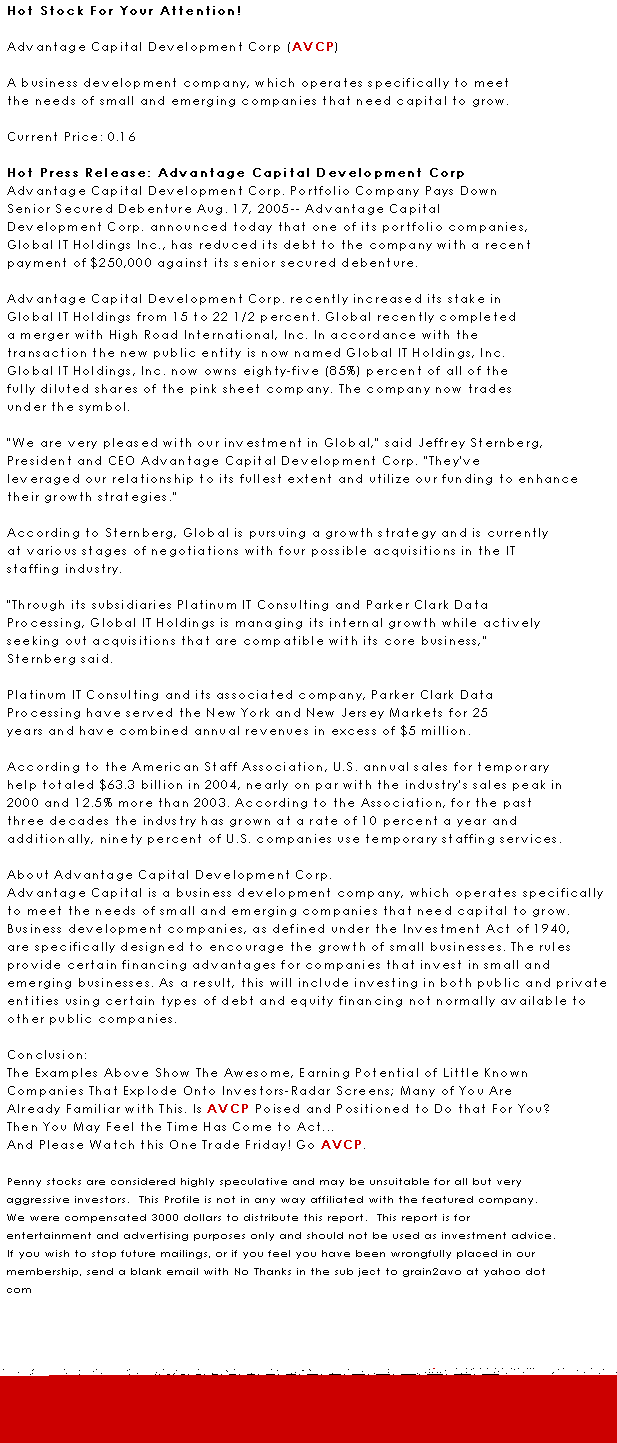 Hot Stock For Your Attention!
Advantage Capital Development Corp (AVCP)
A business development company, which operates specifically to meet
the needs of small and emerging companies that need capital to grow.
Current Price: 0.16
Hot Press Release: Advantage Capital Development Corp
Advantage Capital Development Corp. Portfolio Company Pays Down
Senior Secured Debenture Aug. 17, 2005-- Advantage Capital
Development Corp. announced today that one of its portfolio companies,
Global IT Holdings Inc., has reduced its debt to the company with a recent
payment of $250,000 against its senior secured debenture.
Advantage Capital Development Corp. recently increased its stake in
Global IT Holdings from 15 to 22 1/2 percent. Global recently completed
a merger with High Road International, Inc. In accordance with the
transaction the new public entity is now named Global IT Holdings, Inc.
Global IT Holdings, Inc. now owns eighty-five (85%) percent of all of the
fully diluted shares of the pink sheet company. The company now trades
under the symbol.
"We are very pleased with our investment in Global," said Jeffrey Sternberg,
President and CEO Advantage Capital Development Corp. "They've
leveraged our relationship to its fullest extent and utilize our funding to enhance
their growth strategies."
According to Sternberg, Global is pursuing a growth strategy and is currently
at various stages of negotiations with four possible acquisitions in the IT
staffing industry.
"Through its subsidiaries Platinum IT Consulting and Parker Clark Data
Processing, Global IT Holdings is managing its internal growth while actively
seeking out acquisitions that are compatible with its core business,"
Sternberg said.
Platinum IT Consulting and its associated company, Parker Clark Data
Processing have served the New York and New Jersey Markets for 25
years and have combined annual revenues in excess of $5 million.
According to the American Staff Association, U.S. annual sales for temporary
help totaled $63.3 billion in 2004, nearly on par with the industry's sales peak in
2000 and 12.5% more than 2003. According to the Association, for the past
three decades the industry has grown at a rate of 10 percent a year and
additionally, ninety percent of U.S. companies use temporary staffing services.
About Advantage Capital Development Corp.
Advantage Capital is a business development company, which operates specifically
to meet the needs of small and emerging companies that need capital to grow.
Business development companies, as defined under the Investment Act of 1940,
are specifically designed to encourage the growth of small businesses. The rules
provide certain financing advantages for companies that invest in small and
emerging businesses. As a result, this will include investing in both public and private
entities using certain types of debt and equity financing not normally available to
other public companies.
Conclusion:
The Examples Above Show The Awesome, Earning Potential of Little Known
Companies That Explode Onto Investors-Radar Screens; Many of You Are
Already Familiar with This. Is AVCP Poised and Positioned to Do that For You?
Then You May Feel the Time Has Come to Act...
And Please Watch this One Trade Friday! Go AVCP.
Penny stocks are considered highly speculative and may be unsuitable for all but very
aggressive investors. This Profile is not in any way affiliated with the featured company.
We were compensated 3000 dollars to distribute this report. This report is for
entertainment and advertising purposes only and should not be used as investment advice.
If you wish to stop future mailings, or if you feel you have been wrongfully placed in our
membership, send a blank email with No Thanks in the sub ject to grain2avo at yahoo dot
com